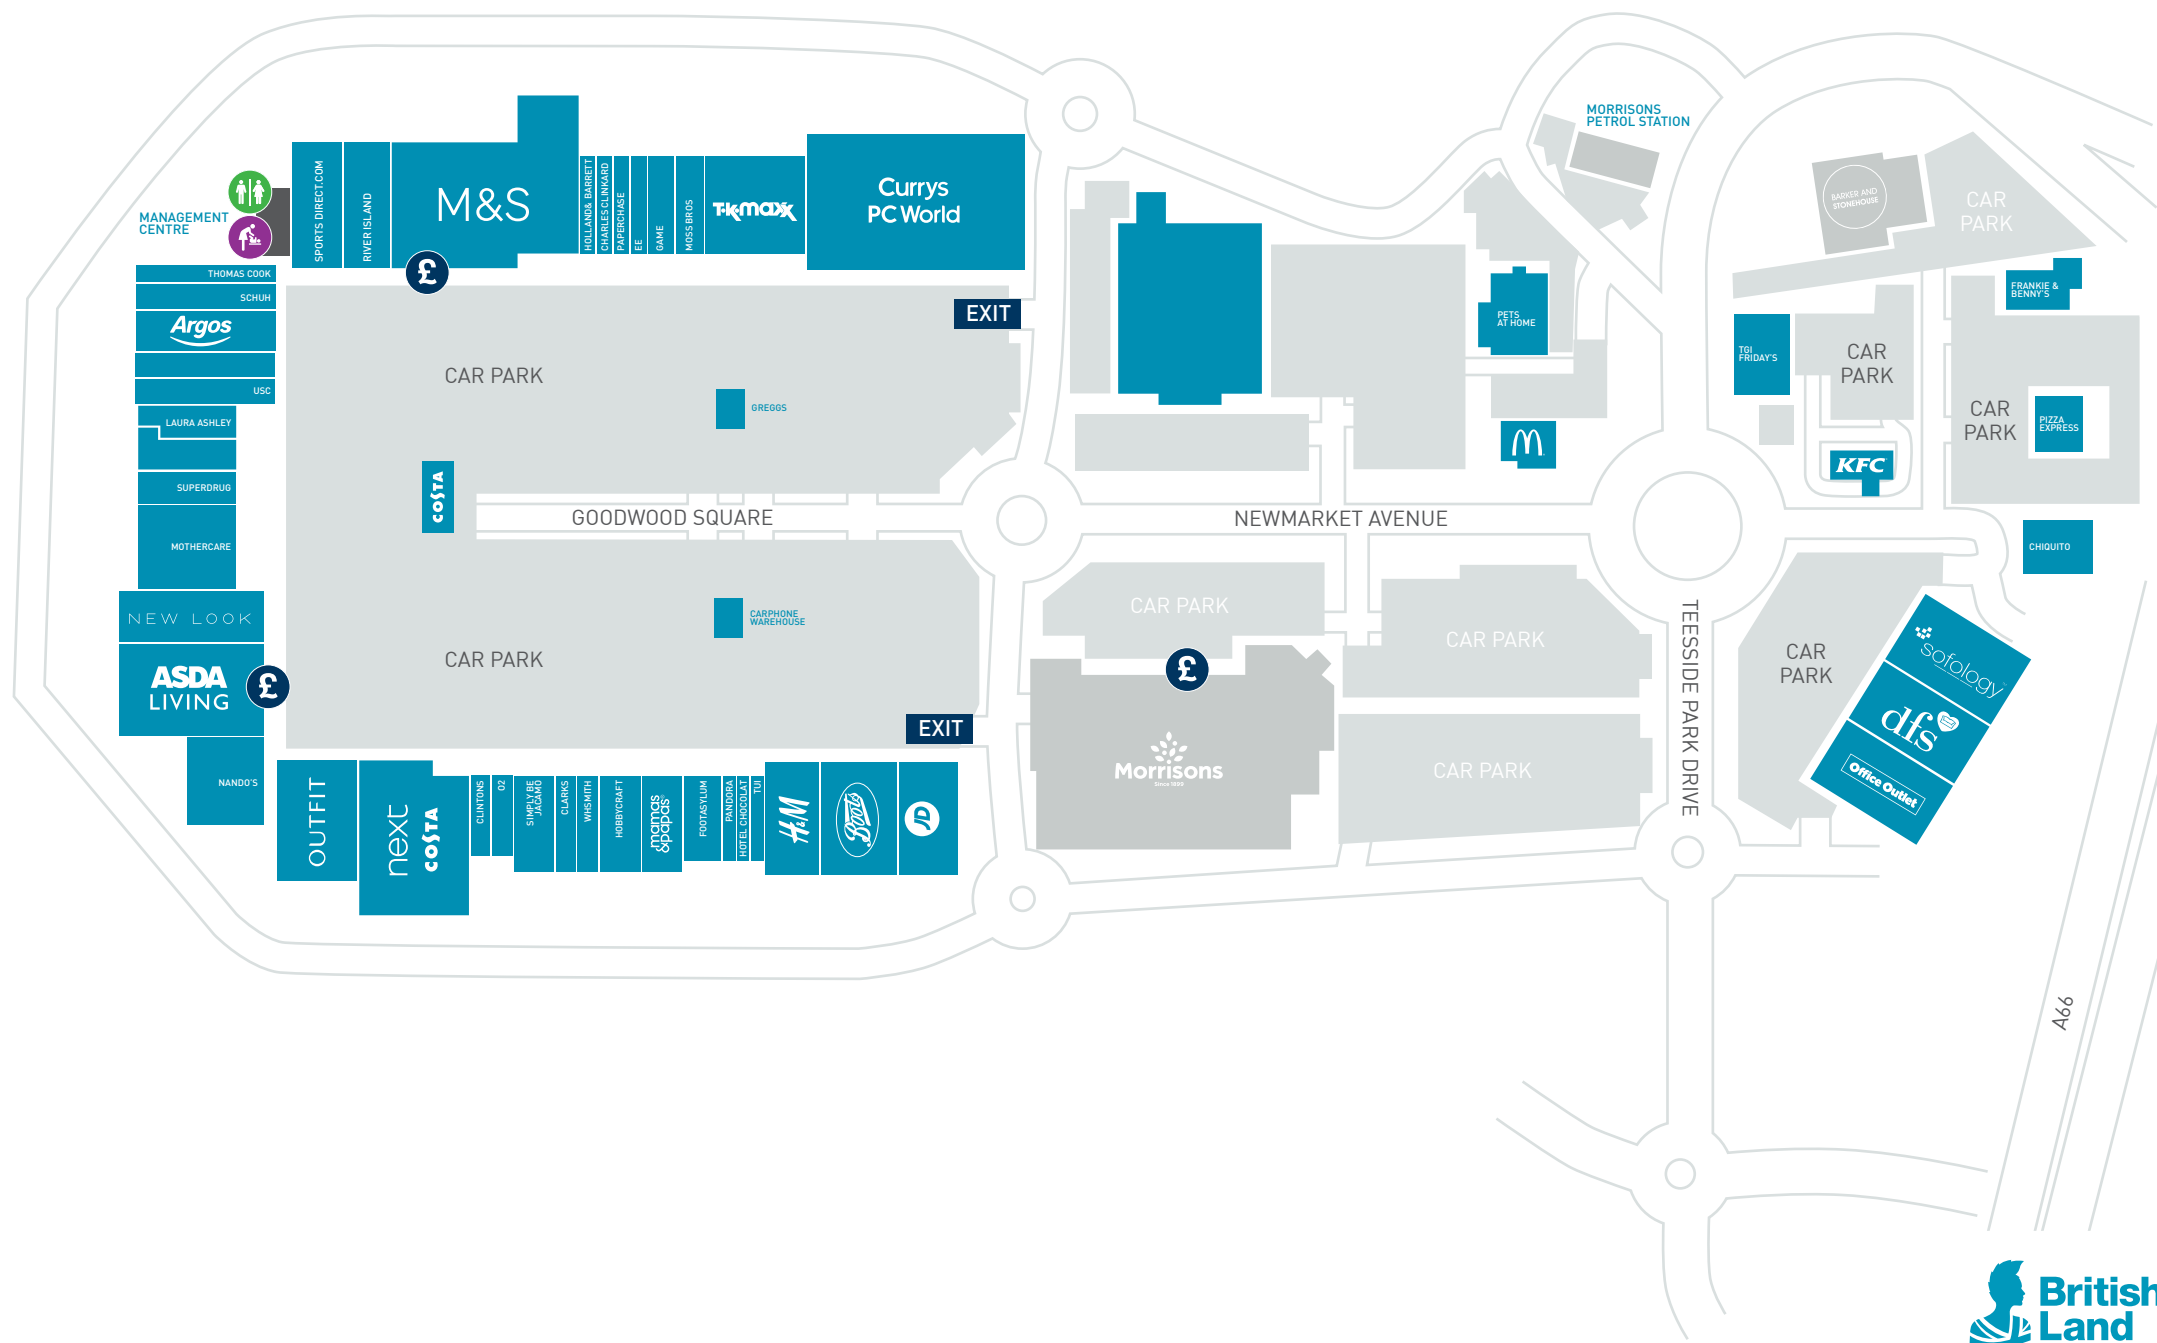 MORRISONS
PETROL STATION
MANAGEMENT
CENTRE
SPORTS DIRECT.COM
RIVER ISLAND
M&S
HOLLAND & BARRETT
CHARLES CLINKARD
PAPERCHASE
EE
GAME
MOSS BROS
TK maxx
Currys
PC World
BARKER AND
STONEHOUSE
CAR
PARK
THOMAS COOK
SCHUH
Argos
USC
LAURA ASHLEY
SUPERDRUG
MOTHERCARE
NEW LOOK
ASDA
LIVING
NANDO'S
£
£
£
EXIT
CAR PARK
GREGGS
COSTA
GOODWOOD SQUARE
CARPHONE
WAREHOUSE
CAR PARK
EXIT
OUTFIT
next
COSTA
CLINTONS
O2
SIMPLY BE
JACAMO
CLARKS
WHSMITH
HOBBYCRAFT
mamas
&papas
FOOTASYLUM
PANDORA
HOTEL CHOCOLAT
TUI
H&M
Boots
JD
PETS
AT HOME
M
NEWMARKET AVENUE
CAR PARK
CAR PARK
CAR PARK
Morrisons
Since 1899
TEESSIDE PARK DRIVE
TGI
FRIDAY'S
CAR
PARK
KFC
FRANKIE &
BENNY'S
CAR
PARK
PIZZA
EXPRESS
CHIQUITO
CAR
PARK
sofology
dfs
Office Outlet
A66
British
Land